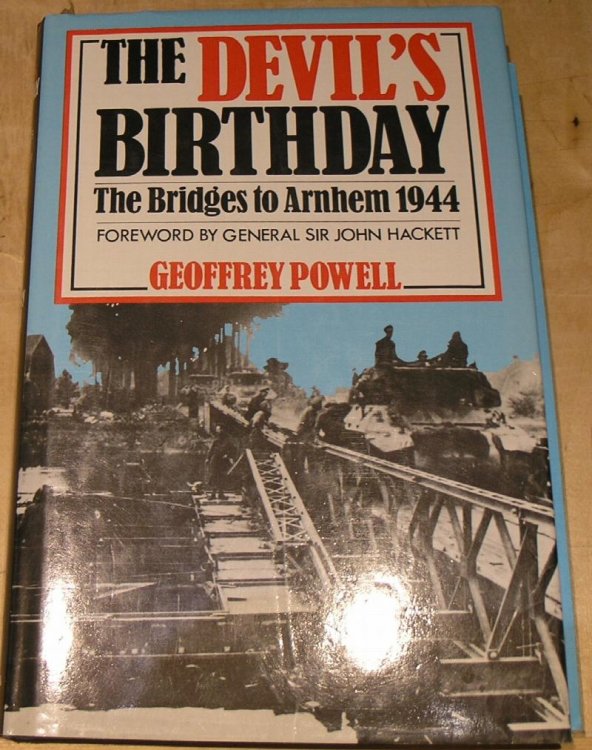 THE DEVIL'S
BIRTHDAY
The Bridges to Arnhem 1944
FOREWORD BY GENERAL SIR JOHN HACKETT
GEOFFREY POWELL